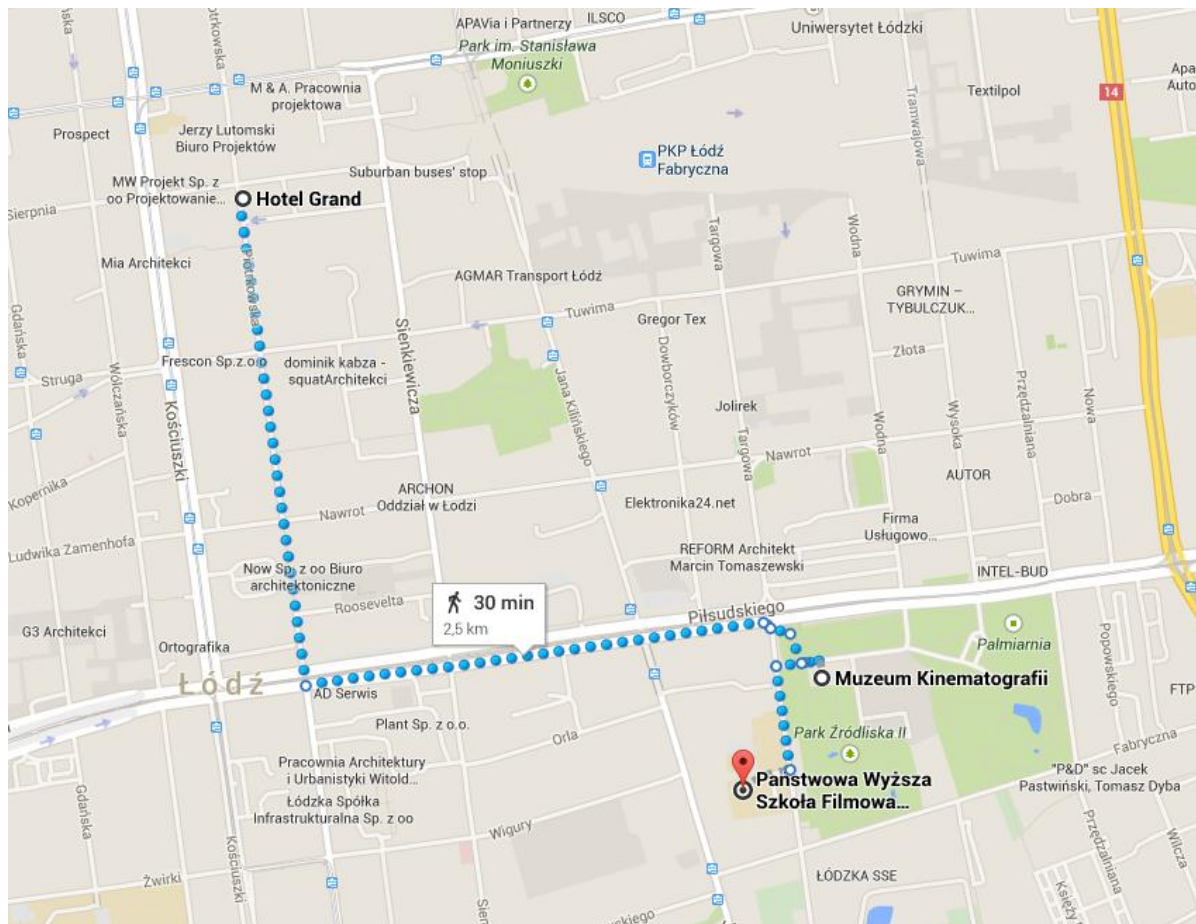 APAVia i Partnerzy
ILSCO
Uniwersytet Łódzki
Park im. Stanisława
Moniuszki
M & A. Pracownia
projektowa
Textilpol
14
Prospect
Jerzy Lutomski
Biuro Projektów
Tramwajowa
PKP Łódź
Fabryczna
Suburban buses' stop
MW Projekt Sp. z
oo Projektowanie...
Hotel Grand
Sierpnia
Targowa
Wodna
Mia Architekci
Piotrkowska
AGMAR Transport Łódź
Tuwima
GRYMIN –
TYBULCZUK...
Tuwima
Gdańska
Gregor Tex
Sienkiewicza
Frescon Sp.z.o.o
dominik kabza -
squatArchitekci
Złota
Struga
Wólczańska
Kościuszki
Jana Kilińskiego
Dowborczyków
Jolirek
Targowa
Wodna
Wysoka
Przędzalniana
Nowa
Nawrot
Kopernika
ARCHON
Oddział w Łodzi
AUTOR
Elektronika24.net
Dobra
Nawrot
Firma
Usługowo...
Ludwika Zamenhofa
REFORM Architekt
Marcin Tomaszewski
Now Sp. z oo Biuro
architektoniczne
INTEL-BUD
Roosevelta
30 min
2,5 km
Piłsudskiego
G3 Architekci
Ortografika
Palmiarnia
Popowskiego
Łódź
AD Serwis
Muzeum Kinematografii
FTP
Plant Sp. z o.o.
Orla
Park Źródliska II
Fabryczna
Pracownia Architektury
i Urbanistyki Witold...
Państwowa Wyższa
Szkoła Filmowa...
"P&D" sc Jacek
Pastwiński, Tomasz Dyba
Łódzka Spółka
Infrastrukturalna Sp. z oo
Gdańska
Wigury
Kościuszki
Przędzalniana
Wilcza
Żwirki
ŁÓDZKA SSE